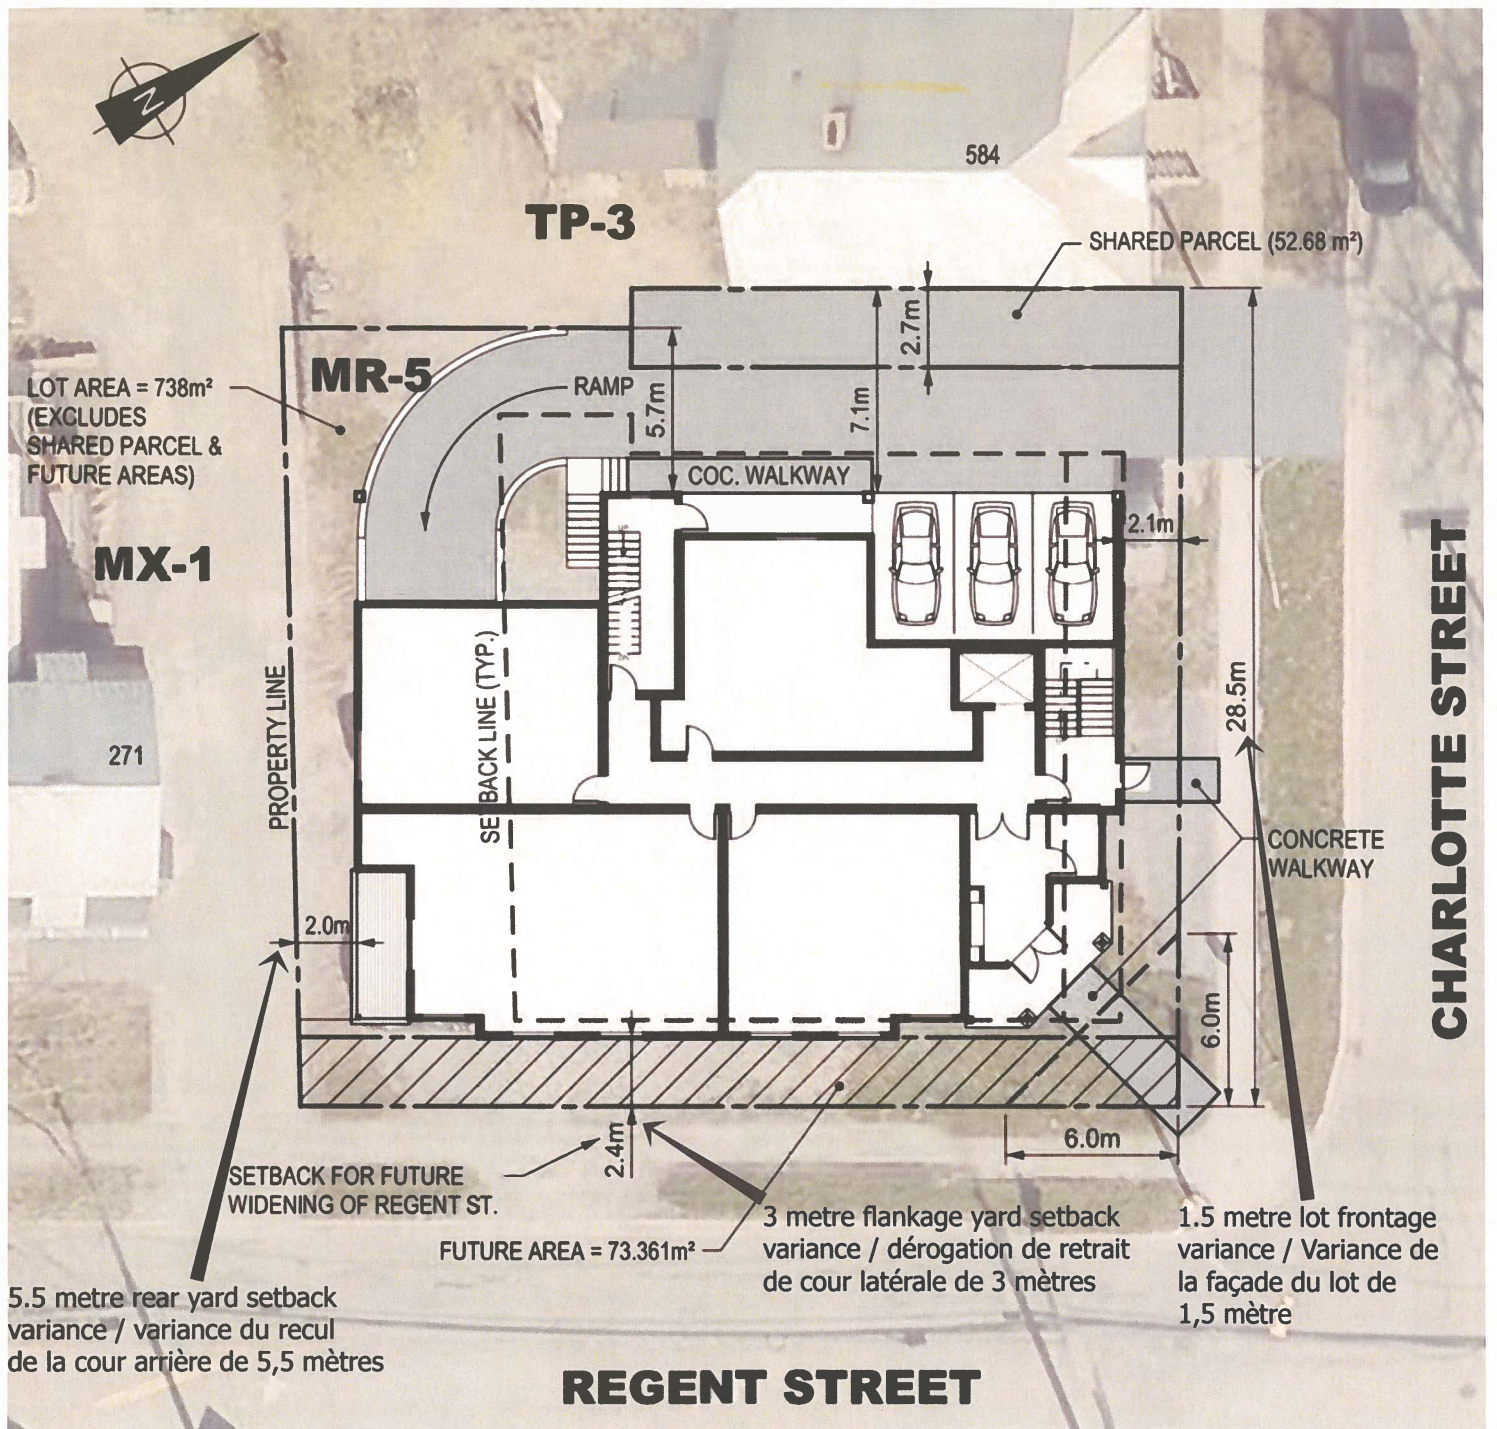 N
584
TP-3
SHARED PARCEL (52.68 m²)
2.7m
MR-5
LOT AREA = 738m²
(EXCLUDES
SHARED PARCEL &
FUTURE AREAS)
RAMP
5.7m
7.1m
COC. WALKWAY
2.1m
MX-1
CHARLOTTE STREET
SETBACK LINE (TYP.)
PROPERTY LINE
28.5m
271
CONCRETE
WALKWAY
2.0m
6.0m
6.0m
2.4m
SETBACK FOR FUTURE
WIDENING OF REGENT ST.
FUTURE AREA = 73.361m²
3 metre flankage yard setback
variance / dérogation de retrait
de cour latérale de 3 mètres
1.5 metre lot frontage
variance / Variance de
la façade du lot de
1,5 mètre
5.5 metre rear yard setback
variance / variance du recul
de la cour arrière de 5,5 mètres
REGENT STREET